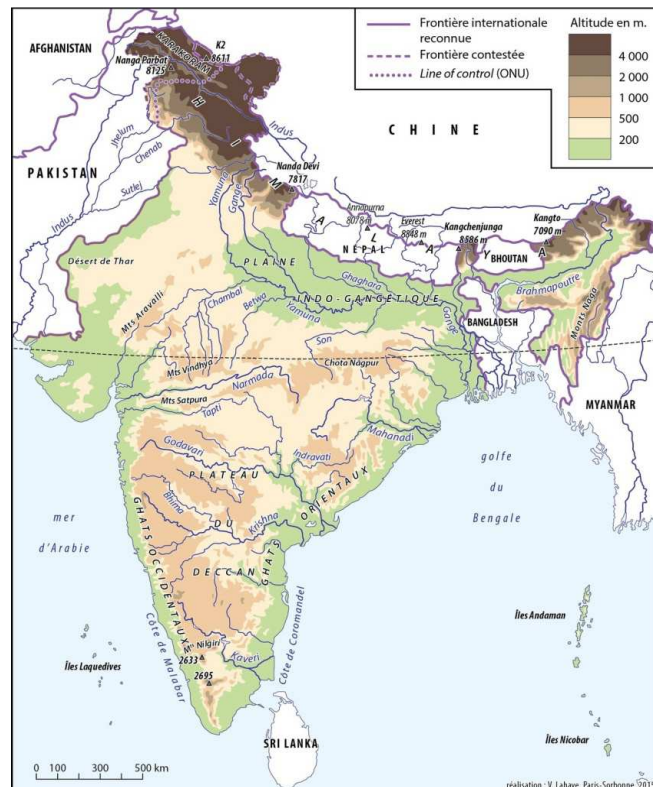 Frontière internationale
reconnue
Frontière contestée
Line of control (ONU)
Altitude en m.
4 000
2 000
1 000
500
200
AFGHANISTAN
KARAKORAM
K2
8611
Nanga Parbat
8125
HIMALAYA
Indus
CHINE
Jhelum
Chenab
PAKISTAN
Sutlej
Indus
Yamuna
Gange
Nanda Devi
7817
Annapurna
8078 m
Everest
8848 m
NÉPAL
Kangchenjunga
8586 m
Kangto
7090 m
BHOUTAN
Désert de Thar
PLAINE
INDO-GANGÉTIQUE
Ghaghara
Gange
Brahmapoutre
Monts Naga
BANGLADESH
Mts Aravalli
Chambal
Betwa
Yamuna
Son
Mts Vindhya
Chota Nagpur
Narmada
Mts Satpura
Tapti
MYANMAR
Mahanadi
Godavari
Indravati
PLATEAU
DU
DECCAN
Bhima
Krishna
GHATS ORIENTAUX
GHATS OCCIDENTAUX
golfe
du
Bengale
mer
d'Arabie
Côte de Malabar
Côte de Coromandel
Mts Nilgiri
2633
Kaveri
2695
Îles Laquedives
Îles Andaman
Îles Nicobar
SRI LANKA
0 100 500 km
réalisation : V. Lahaye, Paris-Sorbonne, 2015